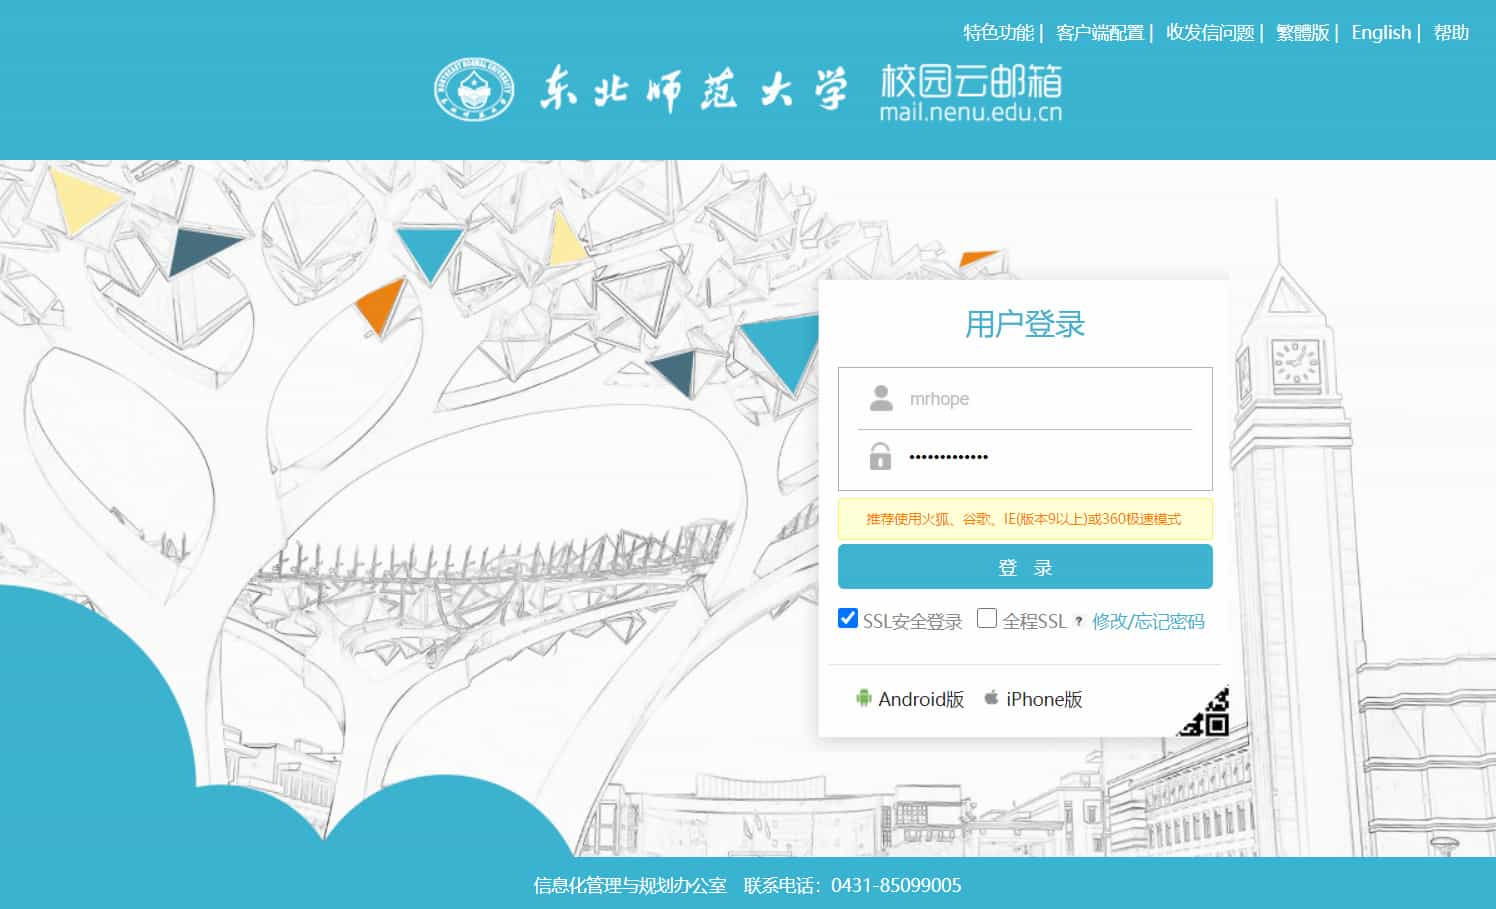 特色功能 | 客户端配置 | 收发信问题 | 繁體版 | English | 帮助
NORTHEAST NORMAL UNIVERSITY
东北师范大学
校园云邮箱
mail.nenu.edu.cn
用户登录
mrhope
•••••••••••••
推荐使用火狐、谷歌、IE(版本9以上)或360极速模式
登 录
SSL安全登录 全程SSL ? 修改/忘记密码
Android版 iPhone版
信息化管理与规划办公室 联系电话：0431-85099005